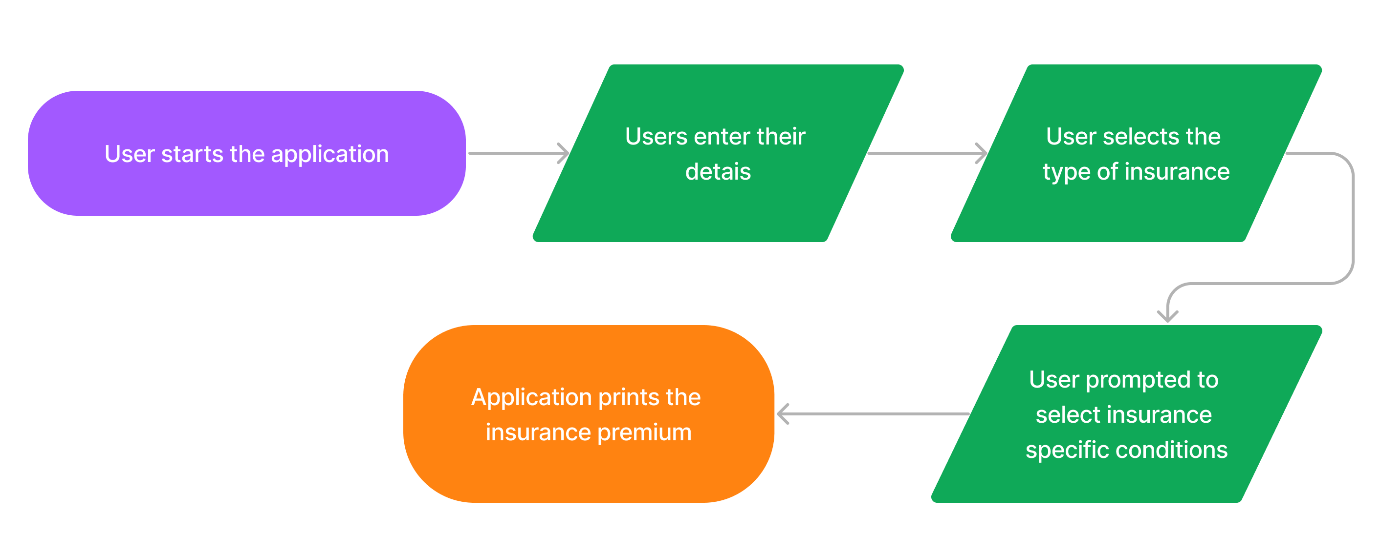 User starts the application
Users enter their
detais
User selects the
type of insurance
User prompted to
select insurance
specific conditions
Application prints the
insurance premium